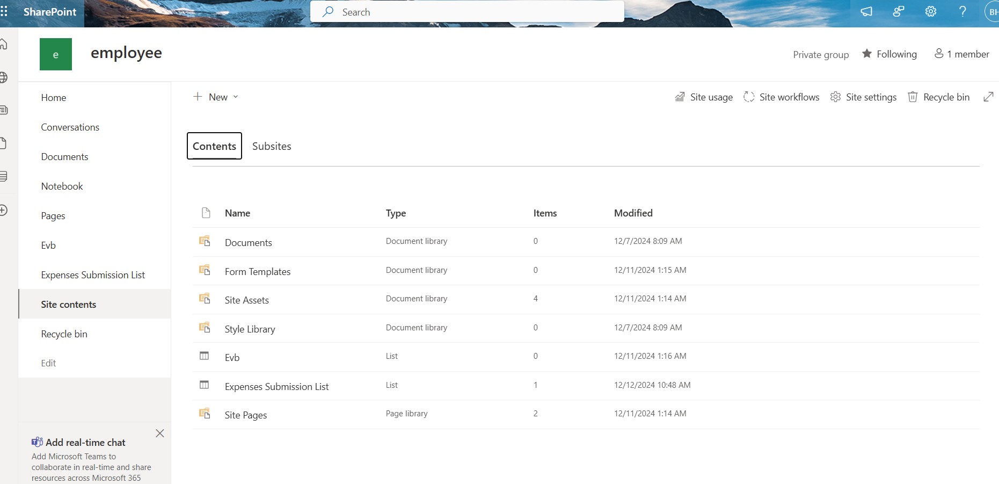 SharePoint
Search
BH
e
employee
Private group
Following
1 member
Home
Conversations
Documents
Notebook
Pages
Evb
Expenses Submission List
Site contents
Recycle bin
Edit
New
Site usage
Site workflows
Site settings
Recycle bin
Contents
Subsites
Name Type Items Modified
Documents Document library 0 12/7/2024 8:09 AM
Form Templates Document library 0 12/11/2024 1:15 AM
Site Assets Document library 4 12/11/2024 1:14 AM
Style Library Document library 0 12/7/2024 8:09 AM
Evb List 0 12/11/2024 1:16 AM
Expenses Submission List List 1 12/12/2024 10:48 AM
Site Pages Page library 2 12/11/2024 1:14 AM
Add real-time chat
Add Microsoft Teams to
collaborate in real-time and share
resources across Microsoft 365